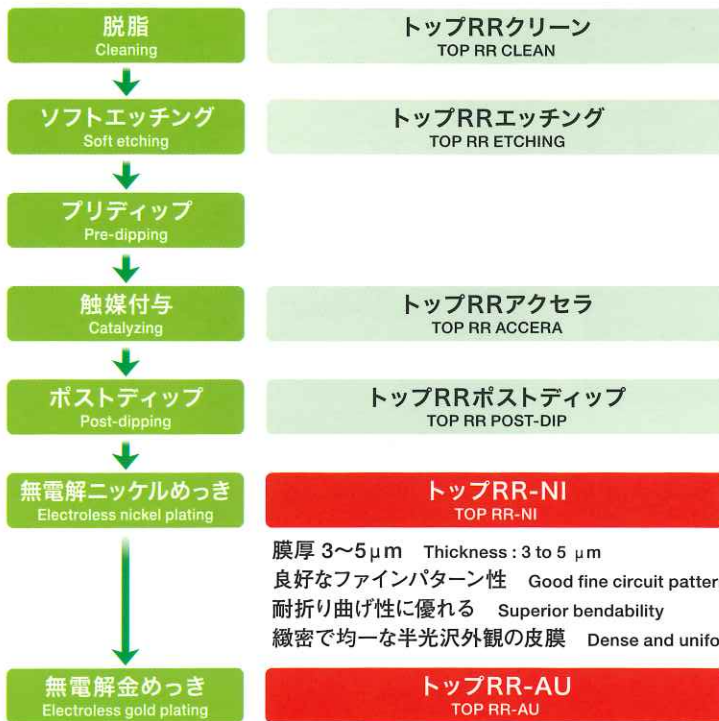 脱脂
Cleaning
トップRRクリーン
TOP RR CLEAN
ソフトエッチング
Soft etching
トップRRエッチング
TOP RR ETCHING
プリディップ
Pre-dipping
触媒付与
Catalyzing
トップRRアクセラ
TOP RR ACCERA
ポストディップ
Post-dipping
トップRRポストディップ
TOP RR POST-DIP
無電解ニッケルめっき
Electroless nickel plating
トップRR-NI
TOP RR-NI
膜厚 3〜5μm Thickness : 3 to 5 μm
良好なファインパターン性 Good fine circuit patter
耐折り曲げ性に優れる Superior bendability
緻密で均一な半光沢外観の皮膜 Dense and unifo
無電解金めっき
Electroless gold plating
トップRR-AU
TOP RR-AU